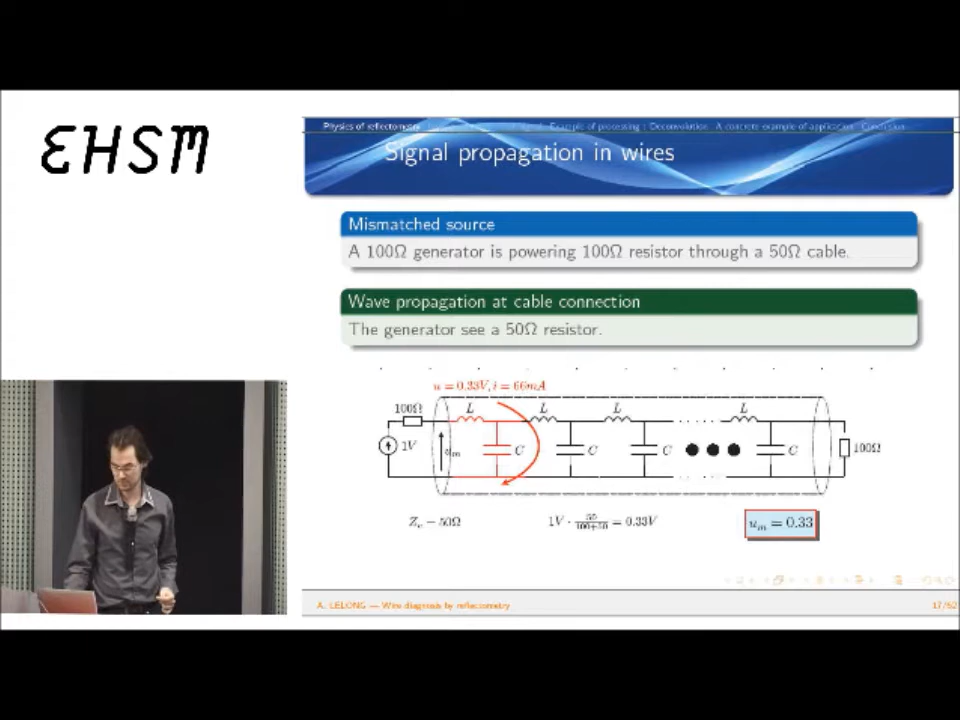 EHSM
Physics of reflectometry Example of processing : Deconvolution A concrete example of application Conclusion
Signal propagation in wires
Mismatched source
A 100Ω generator is powering 100Ω resistor through a 50Ω cable.
Wave propagation at cable connection
The generator see a 50Ω resistor.
u = 0.33V, i = 66mA
100Ω L L L L
1V u_m C C C C 100Ω
Z_c = 50Ω 1V · 50/(100+50) = 0.33V u_m = 0.33
A. LELONG — Wire diagnosis by reflectometry 17/62